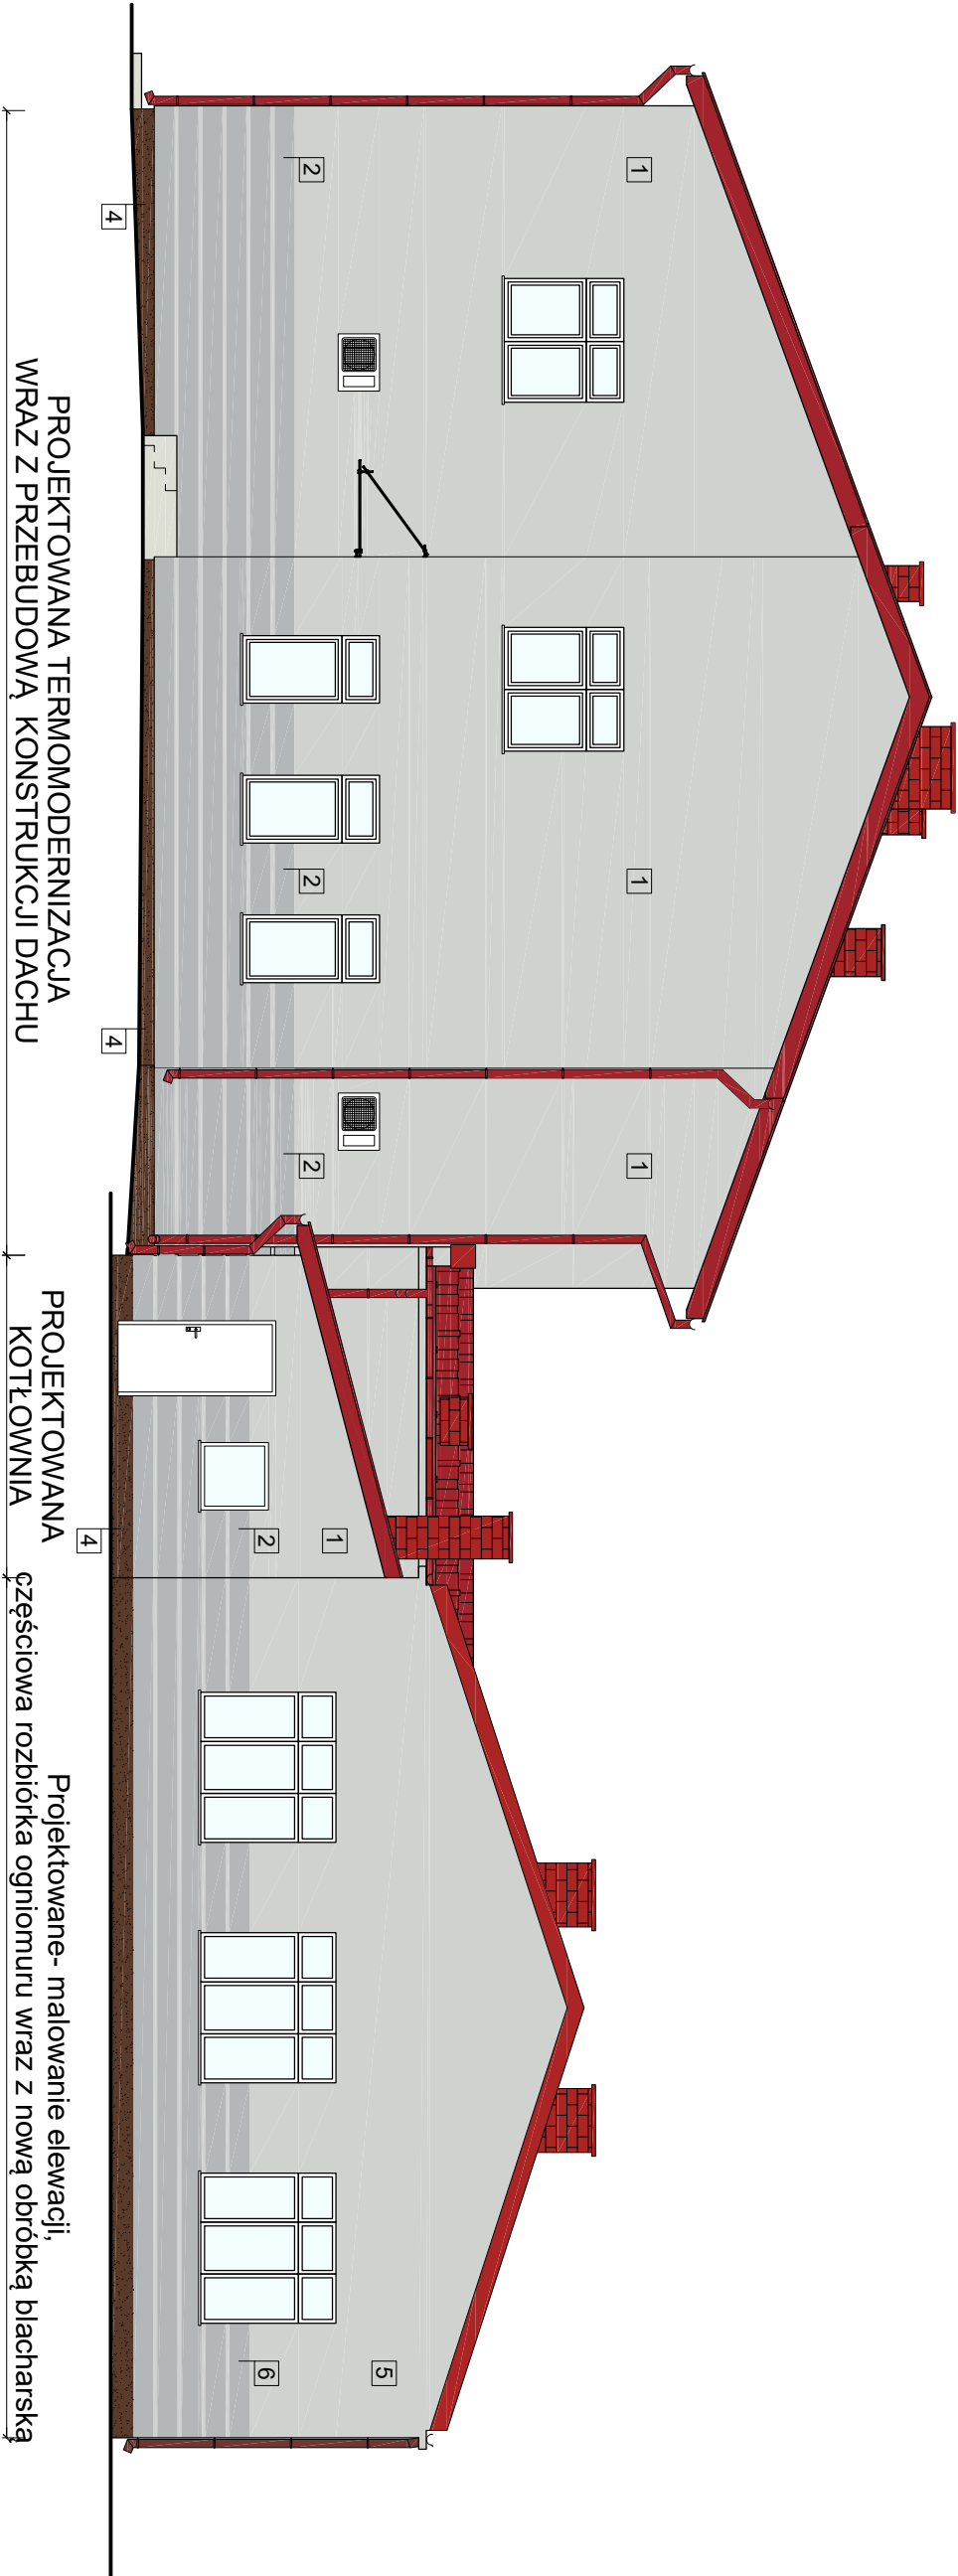 1
2
4
1
2
4
1
2
1
2
4
5
6
PROJEKTOWANA TERMOMODERNIZACJA
WRAZ Z PRZEBUDOWĄ KONSTRUKCJI DACHU
PROJEKTOWANA
KOTŁOWNIA
Projektowane- malowanie elewacji,
częściowa rozbiórka ogniomuru wraz z nową obróbką blacharską